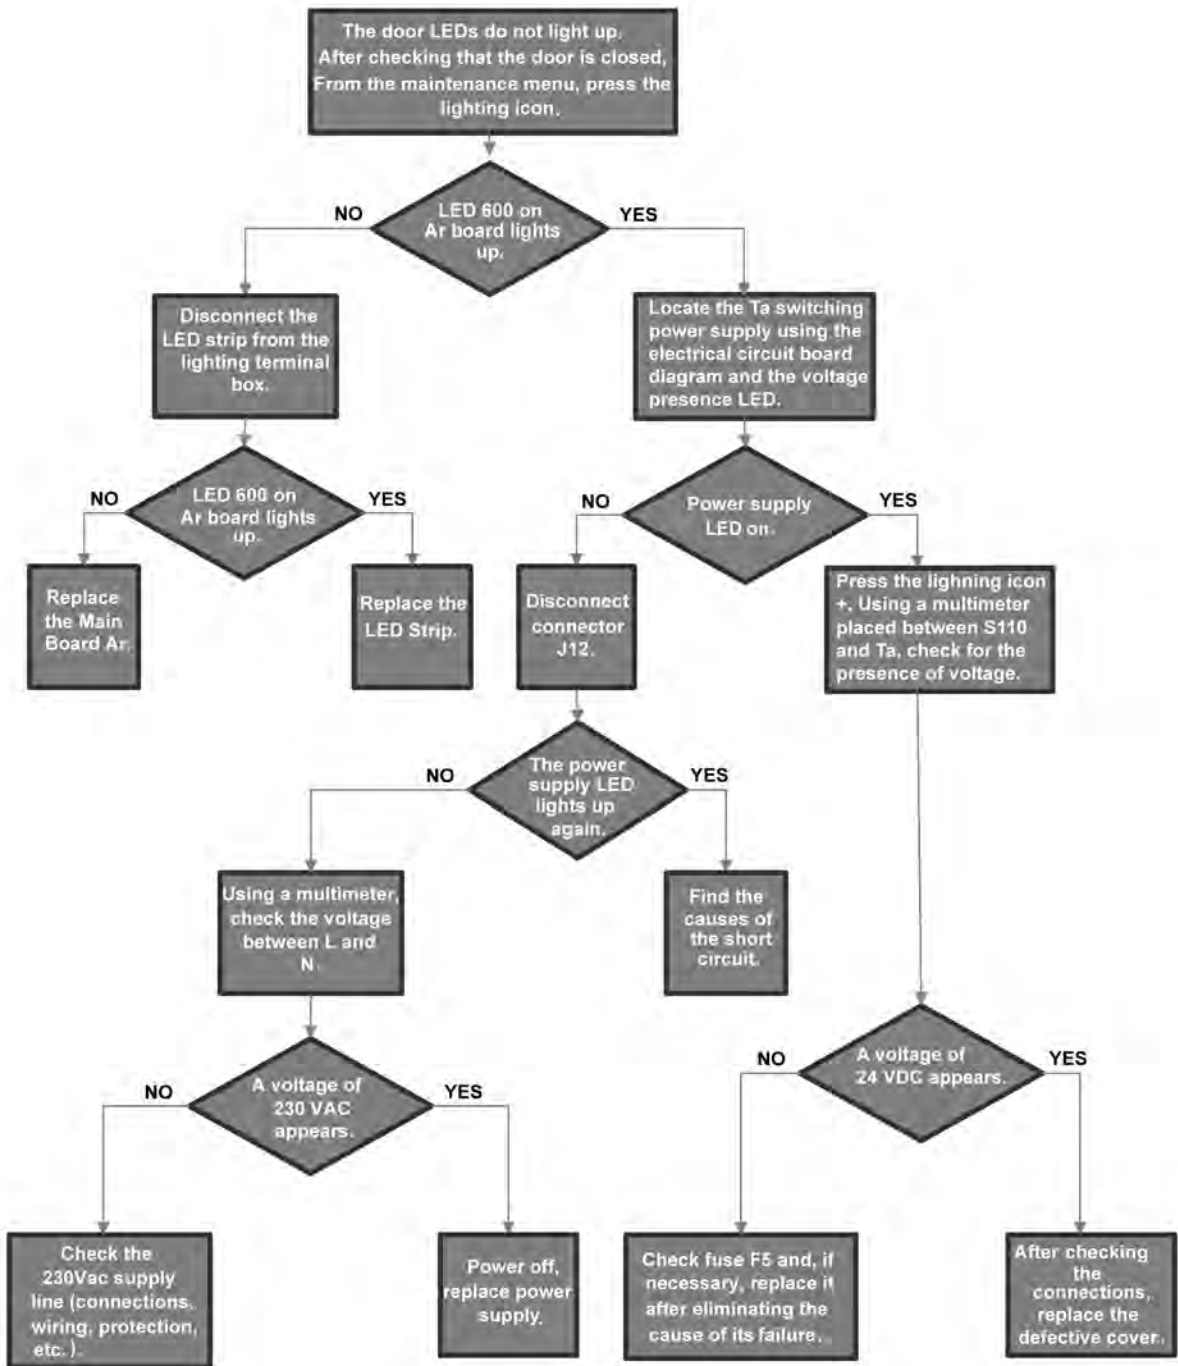 The door LEDs do not light up.
After checking that the door is closed,
From the maintenance menu, press the
lighting icon.
NO
LED 600 on
Ar board lights
up.
YES
Disconnect the
LED strip from the
lighting terminal
box.
Locate the Ta switching
power supply using the
electrical circuit board
diagram and the voltage
presence LED.
NO
LED 600 on
Ar board lights
up.
YES
NO
Power supply
LED on.
YES
Replace
the Main
Board Ar.
Replace the
LED Strip.
Disconnect
connector
J12.
Press the lighning icon
+. Using a multimeter
placed between S110
and Ta, check for the
presence of voltage.
NO
The power
supply LED
lights up
again.
YES
Using a multimeter,
check the voltage
between L and
N.
Find the
causes of
the short
circuit.
NO
A voltage of
230 VAC
appears.
YES
NO
A voltage of
24 VDC appears.
YES
Check the
230Vac supply
line (connections,
wiring, protection,
etc.).
Power off,
replace power
supply.
Check fuse F5 and, if
necessary, replace it
after eliminating the
cause of its failure.
After checking
the
connections,
replace the
defective cover.